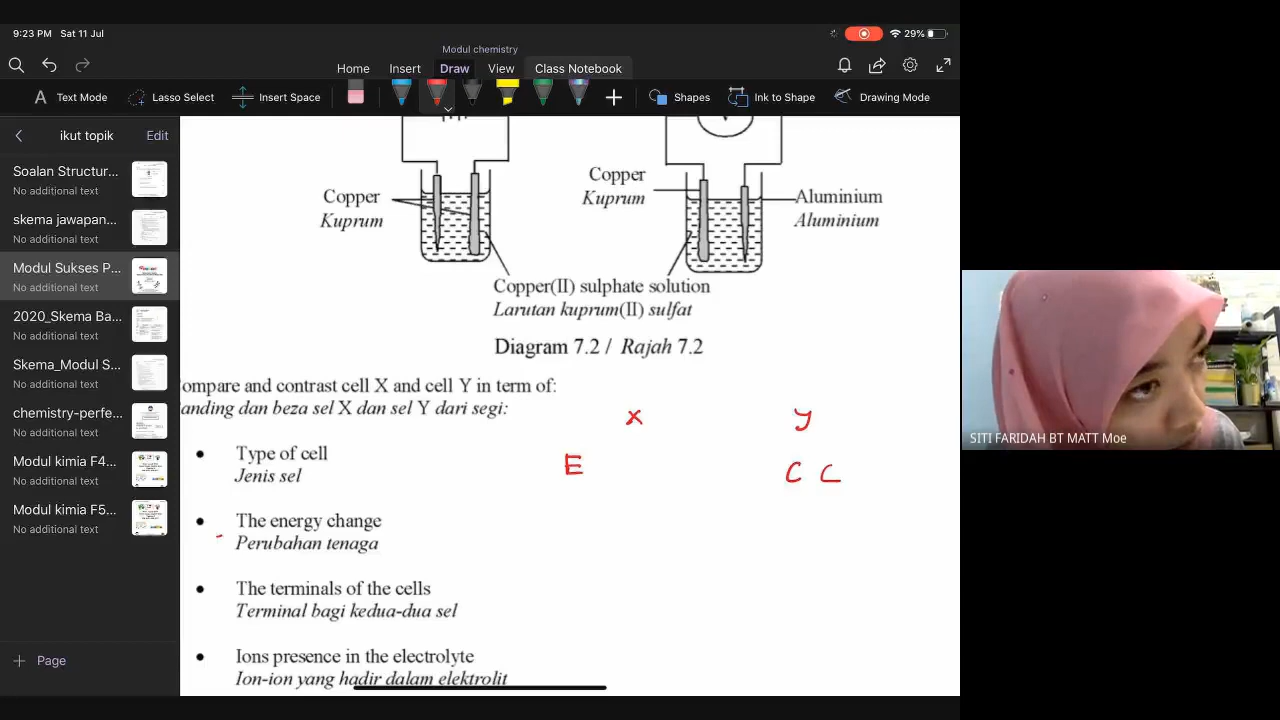 9:23 PM Sat 11 Jul
29%
Modul chemistry
Home Insert Draw View Class Notebook
A Text Mode Lasso Select Insert Space Shapes Ink to Shape Drawing Mode
ikut topik Edit
Soalan Structur...
No additional text
skema jawapan...
No additional text
Modul Sukses P...
No additional text
2020_Skema Ba...
No additional text
Skema_Modul S...
No additional text
chemistry-perfe...
No additional text
Modul kimia F4...
No additional text
Modul kimia F5...
No additional text
Page
V
Copper
Kuprum
Copper
Kuprum
Aluminium
Aluminium
Copper(II) sulphate solution
Larutan kuprum(II) sulfat
Diagram 7.2 / Rajah 7.2
ompare and contrast cell X and cell Y in term of:
anding dan beza sel X dan sel Y dari segi:
X y
Type of cell
Jenis sel
E C C
The energy change
Perubahan tenaga
The terminals of the cells
Terminal bagi kedua-dua sel
Ions presence in the electrolyte
Ion-ion yang hadir dalam elektrolit
SITI FARIDAH BT MATT Moe